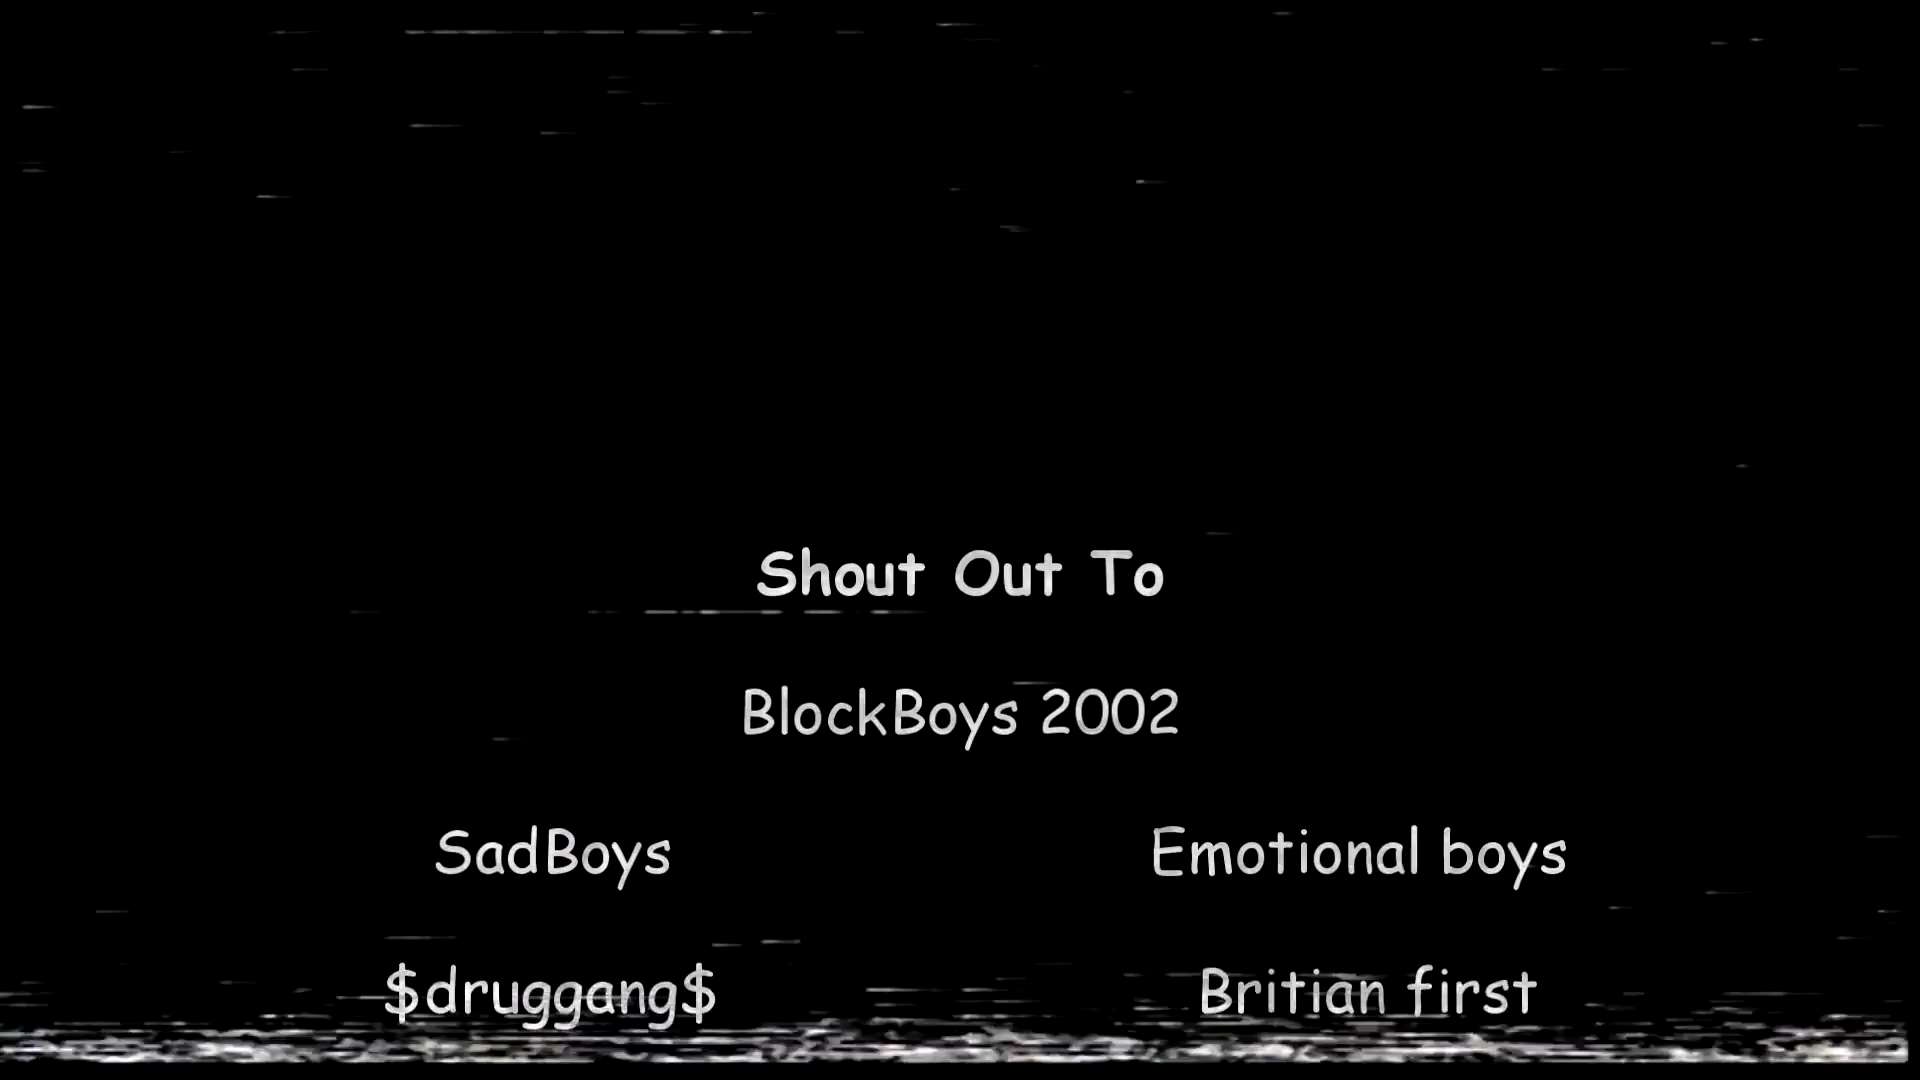 Shout Out To
BlockBoys 2002
SadBoys
Emotional boys
$druggang$
Britian first